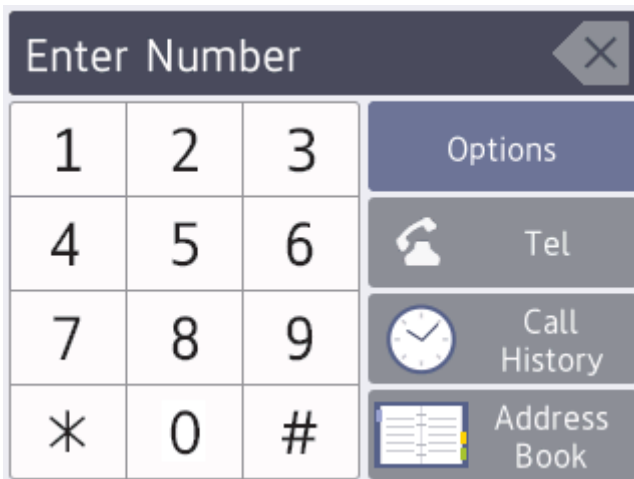 Enter Number
1 2 3
Options
4 5 6
Tel
7 8 9
Call
History
* 0 #
Address
Book